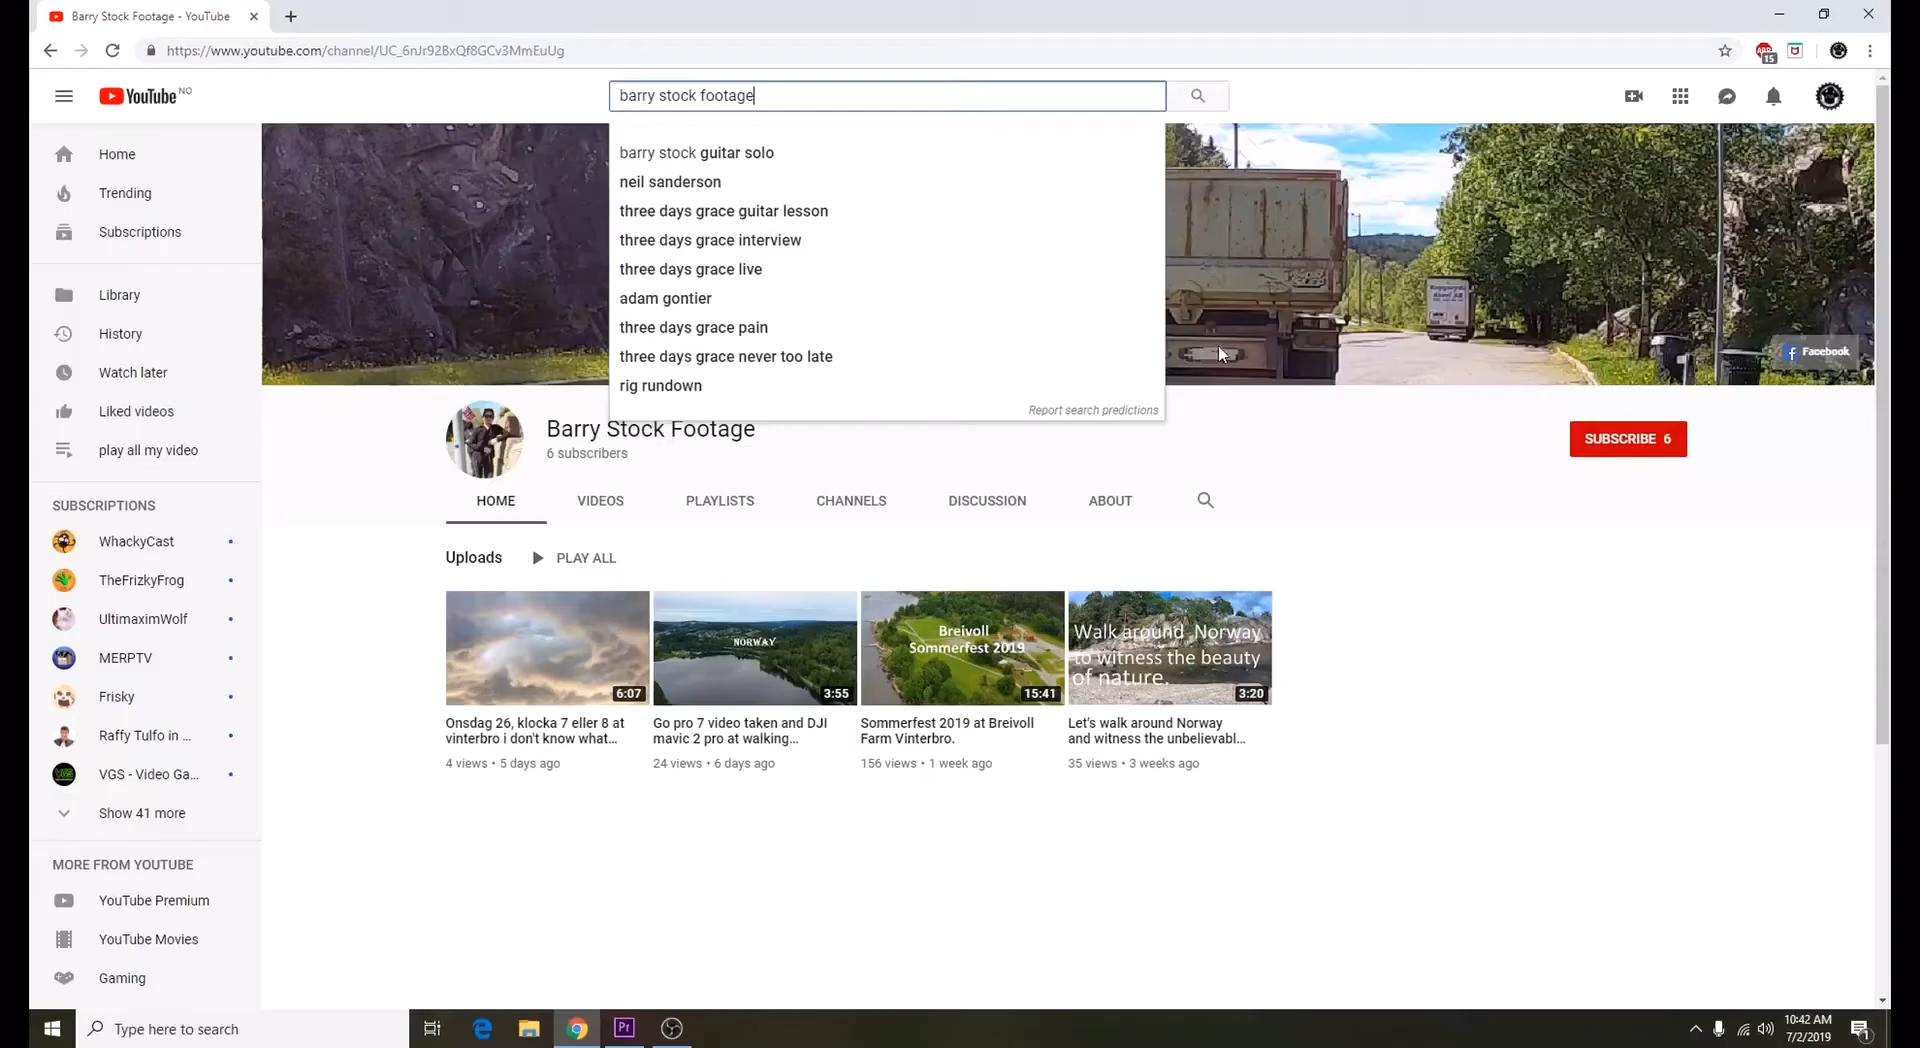 Barry Stock Footage - YouTube
https://www.youtube.com/channel/UC_6nJr92BxQf8GCv3MmEuUg
15
YouTube NO
barry stock footage
Home
Trending
Subscriptions
Library
History
Watch later
Liked videos
play all my video
SUBSCRIPTIONS
WhackyCast
TheFrizkyFrog
UltimaximWolf
MERPTV
Frisky
Raffy Tulfo in ...
VGS - Video Ga...
Show 41 more
MORE FROM YOUTUBE
YouTube Premium
YouTube Movies
Gaming
barry stock guitar solo
neil sanderson
three days grace guitar lesson
three days grace interview
three days grace live
adam gontier
three days grace pain
three days grace never too late
rig rundown
Report search predictions
Facebook
Barry Stock Footage
6 subscribers
SUBSCRIBE 6
HOME
VIDEOS
PLAYLISTS
CHANNELS
DISCUSSION
ABOUT
Uploads
PLAY ALL
6:07
Onsdag 26, klocka 7 eller 8 at
vinterbro i don't know what...
4 views • 5 days ago
NORWAY
3:55
Go pro 7 video taken and DJI
mavic 2 pro at walking...
24 views • 6 days ago
Breivoll
Sommerfest 2019
15:41
Sommerfest 2019 at Breivoll
Farm Vinterbro.
156 views • 1 week ago
Walk around Norway
to witness the beauty
of nature.
3:20
Let's walk around Norway
and witness the unbelievabl...
35 views • 3 weeks ago
Type here to search
Pr
10:42 AM
7/2/2019
1